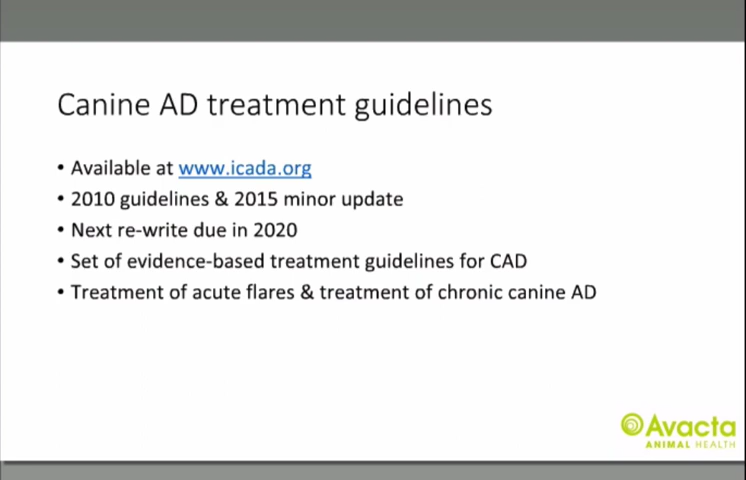 Canine AD treatment guidelines
• Available at www.icada.org
• 2010 guidelines & 2015 minor update
• Next re-write due in 2020
• Set of evidence-based treatment guidelines for CAD
• Treatment of acute flares & treatment of chronic canine AD
Avacta
ANIMAL HEALTH